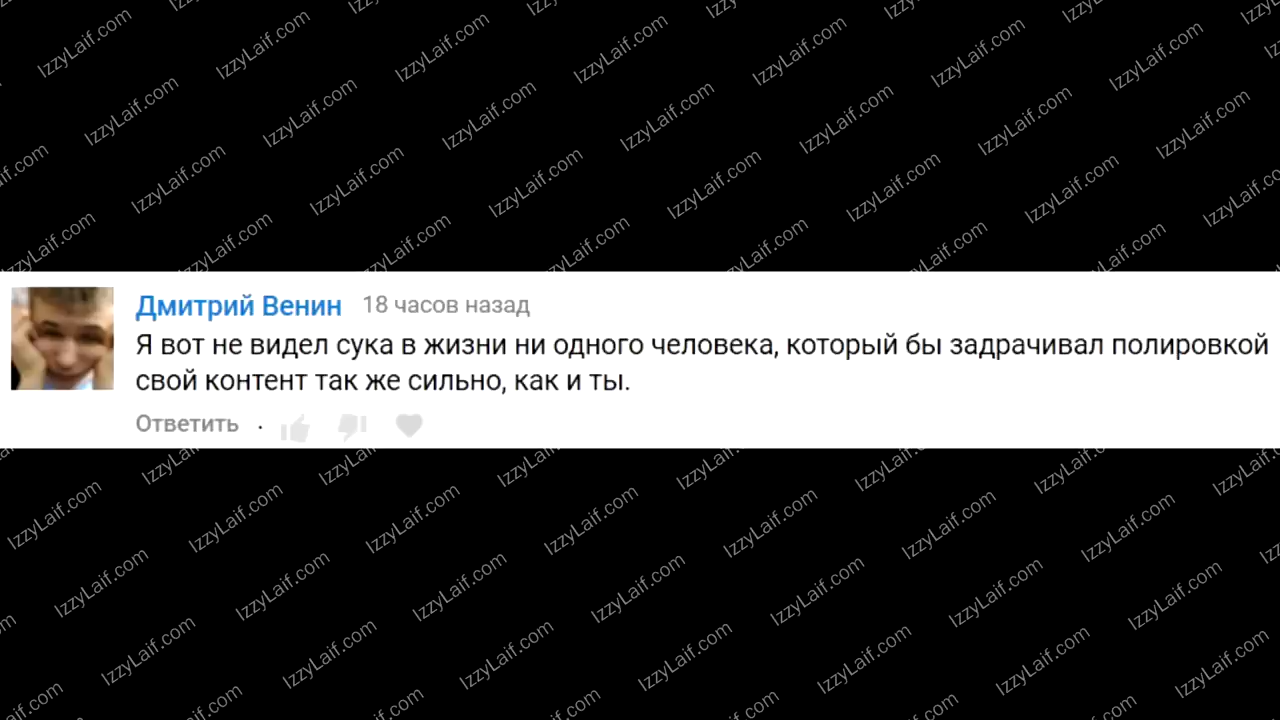 IzzyLaif.com
Дмитрий Венин 18 часов назад
Я вот не видел сука в жизни ни одного человека, который бы задрачивал полировкой
свой контент так же сильно, как и ты.
Ответить ·